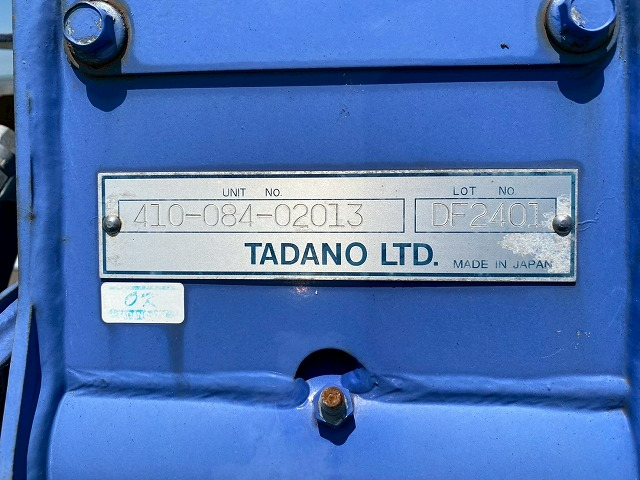 UNIT NO. LOT NO.
410-084-02013 DF2401
TADANO LTD. MADE IN JAPAN